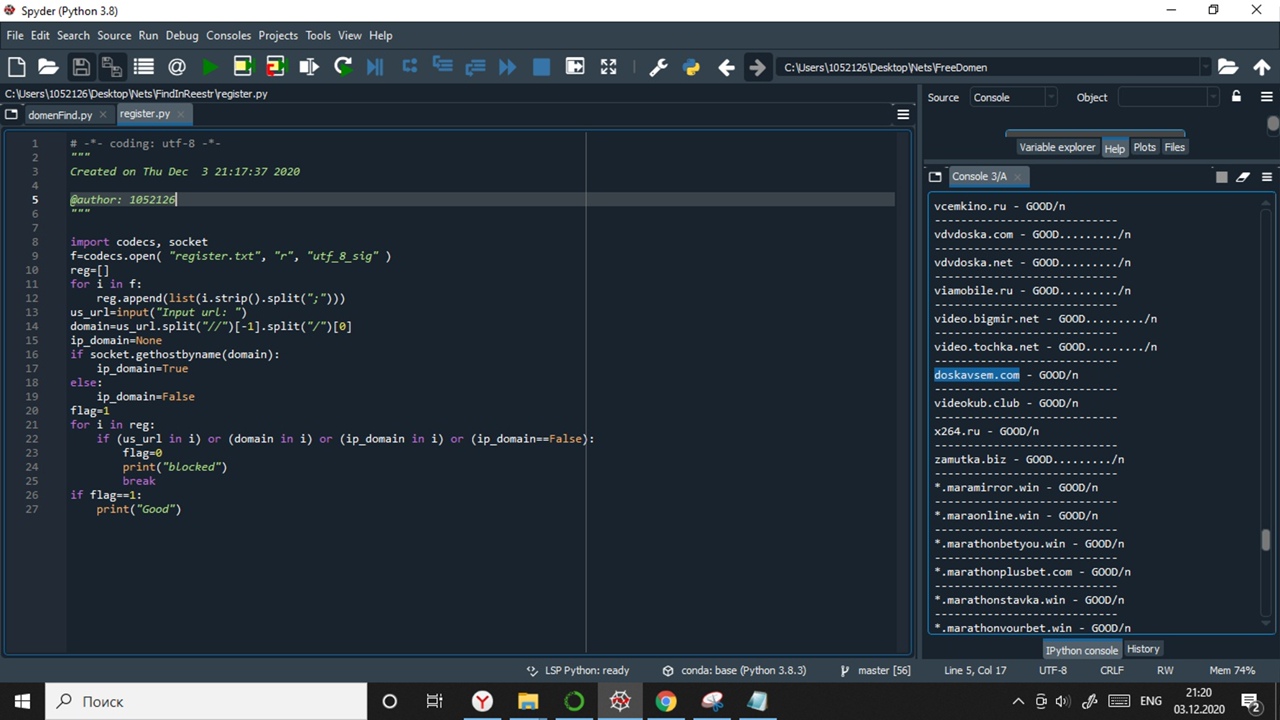 Spyder (Python 3.8)
File Edit Search Source Run Debug Consoles Projects Tools View Help
C:\Users\1052126\Desktop\Nets\FreeDomen
C:\Users\1052126\Desktop\Nets\FindInReestr\register.py
Source Console Object
domenFind.py register.py
Variable explorer Help Plots Files
Console 3/A
1 # -*- coding: utf-8 -*-
2 """
3 Created on Thu Dec  3 21:17:37 2020
4
5 @author: 1052126
6 """
7
8 import codecs, socket
9 f=codecs.open( "register.txt", "r", "utf_8_sig" )
10 reg=[]
11 for i in f:
12     reg.append(list(i.strip().split(";")))
13 us_url=input("Input url: ")
14 domain=us_url.split("//")[-1].split("/")[0]
15 ip_domain=None
16 if socket.gethostbyname(domain):
17     ip_domain=True
18 else:
19     ip_domain=False
20 flag=1
21 for i in reg:
22     if (us_url in i) or (domain in i) or (ip_domain in i) or (ip_domain==False):
23         flag=0
24         print("blocked")
25         break
26 if flag==1:
27     print("Good")
vcemkino.ru - GOOD/n
----------------------------
vdvdoska.com - GOOD........./n
----------------------------
vdvdoska.net - GOOD........./n
----------------------------
viamobile.ru - GOOD........./n
----------------------------
video.bigmir.net - GOOD........./n
----------------------------
video.tochka.net - GOOD........./n
----------------------------
doskavsem.com - GOOD/n
----------------------------
videokub.club - GOOD/n
----------------------------
x264.ru - GOOD/n
----------------------------
zamutka.biz - GOOD........./n
----------------------------
*.maramirror.win - GOOD/n
----------------------------
*.maraonline.win - GOOD/n
----------------------------
*.marathonbetyou.win - GOOD/n
----------------------------
*.marathonplusbet.com - GOOD/n
----------------------------
*.marathonstavka.win - GOOD/n
----------------------------
*.marathonyourbet.win - GOOD/n
IPython console History
LSP Python: ready conda: base (Python 3.8.3) master [56] Line 5, Col 17 UTF-8 CRLF RW Mem 74%
Поиск
ENG
21:20
03.12.2020
2